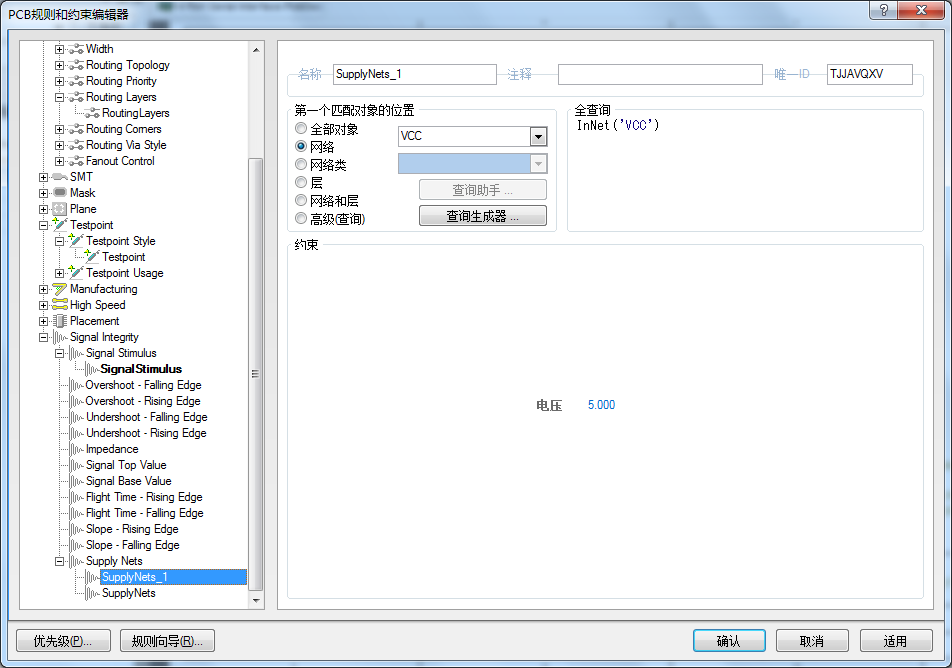 PCB规则和约束编辑器
Width
Routing Topology
Routing Priority
Routing Layers
RoutingLayers
Routing Corners
Routing Via Style
Fanout Control
SMT
Mask
Plane
Testpoint
Testpoint Style
Testpoint
Testpoint Usage
Manufacturing
High Speed
Placement
Signal Integrity
Signal Stimulus
SignalStimulus
Overshoot - Falling Edge
Overshoot - Rising Edge
Undershoot - Falling Edge
Undershoot - Rising Edge
Impedance
Signal Top Value
Signal Base Value
Flight Time - Rising Edge
Flight Time - Falling Edge
Slope - Rising Edge
Slope - Falling Edge
Supply Nets
SupplyNets_1
SupplyNets
名称 SupplyNets_1 注释 唯一ID TJJAVQXV
第一个匹配对象的位置
全部对象
网络 VCC
网络类
层 查询助手 ...
网络和层
高级(查询) 查询生成器 ...
全查询
InNet('VCC')
约束
电压 5.000
优先级(P)... 规则向导(R)... 确认 取消 适用